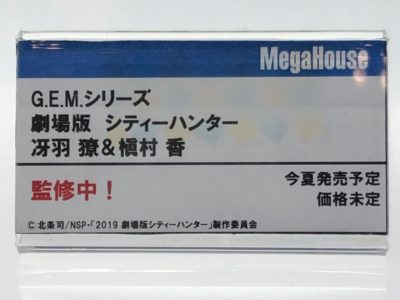 MegaHouse
G.E.M.シリーズ
劇場版 シティーハンター
冴羽 獠&槇村 香
監修中!
今夏発売予定
価格未定
©北条司/NSP・「2019 劇場版シティーハンター」製作委員会